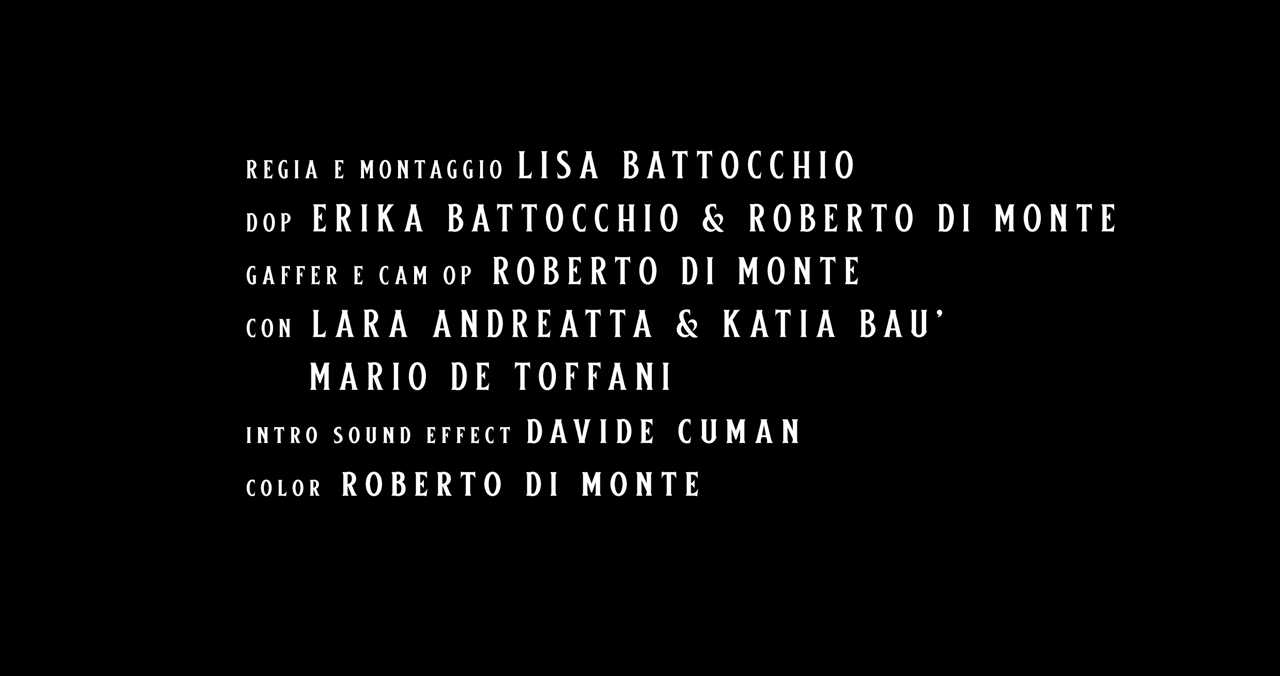 REGIA E MONTAGGIO LISA BATTOCCHIO
DOP ERIKA BATTOCCHIO & ROBERTO DI MONTE
GAFFER E CAM OP ROBERTO DI MONTE
CON LARA ANDREATTA & KATIA BAU'
MARIO DE TOFFANI
INTRO SOUND EFFECT DAVIDE CUMAN
COLOR ROBERTO DI MONTE